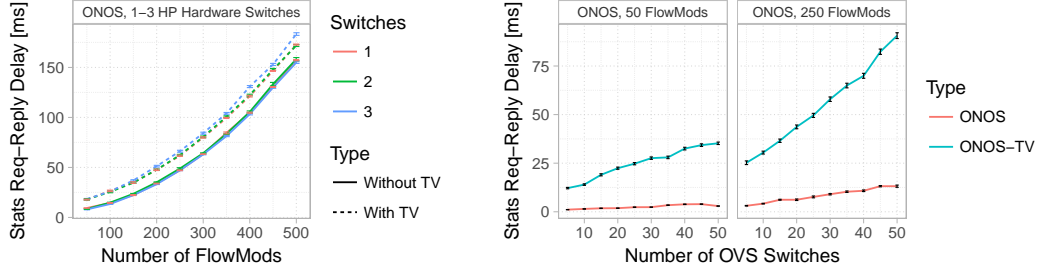 ONOS, 1−3 HP Hardware Switches
Stats Req−Reply Delay [ms]
150
100
50
0
100 200 300 400 500
Number of FlowMods
Switches
1
2
3
Type
Without TV
With TV
ONOS, 50 FlowMods
ONOS, 250 FlowMods
Stats Req−Reply Delay [ms]
75
50
25
0
10 20 30 40 50
10 20 30 40 50
Number of OVS Switches
Type
ONOS
ONOS−TV